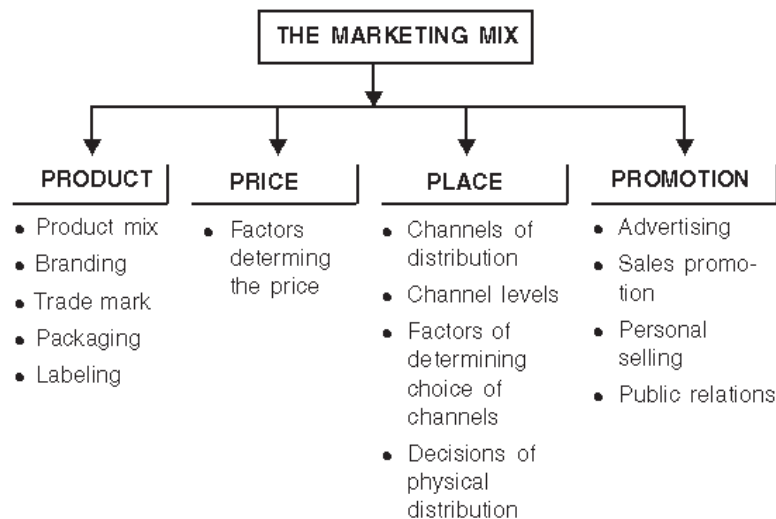 THE MARKETING MIX
PRODUCT
• Product mix
• Branding
• Trade mark
• Packaging
• Labeling
PRICE
• Factors
determing
the price
PLACE
• Channels of
distribution
• Channel levels
• Factors of
determining
choice of
channels
• Decisions of
physical
distribution
PROMOTION
• Advertising
• Sales promo-
tion
• Personal
selling
• Public relations